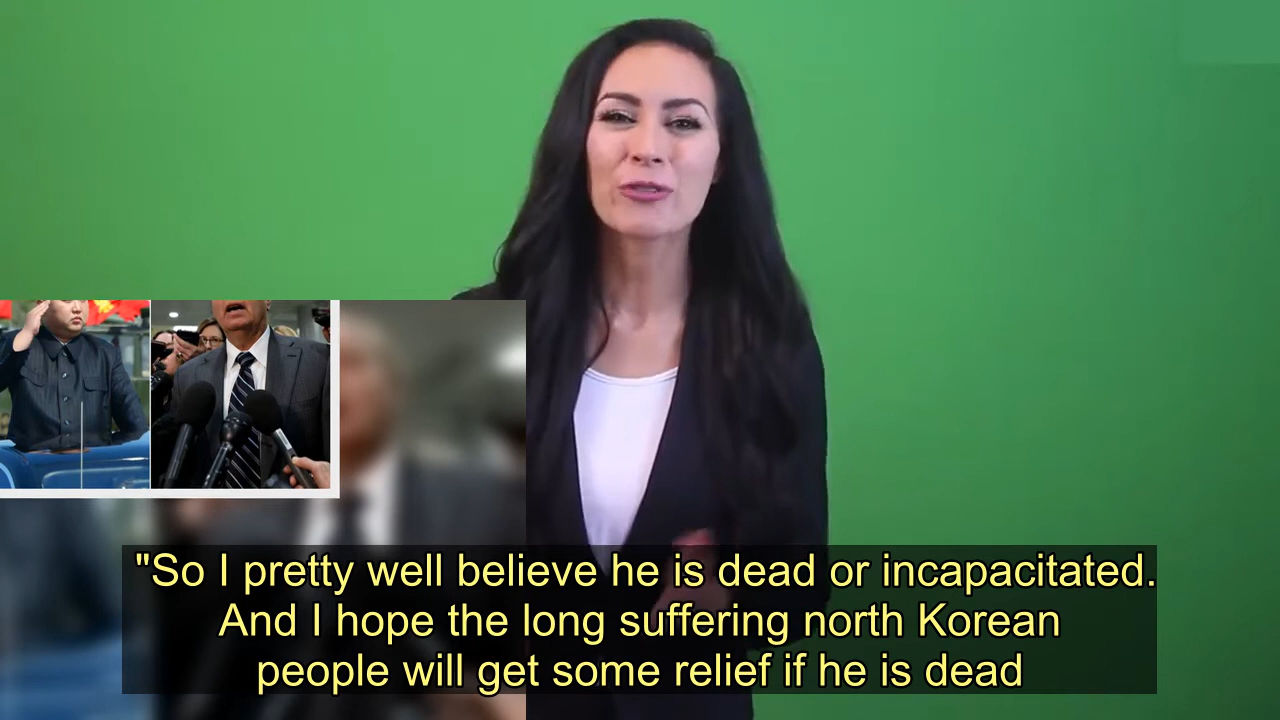 "So I pretty well believe he is dead or incapacitated.
And I hope the long suffering north Korean
people will get some relief if he is dead